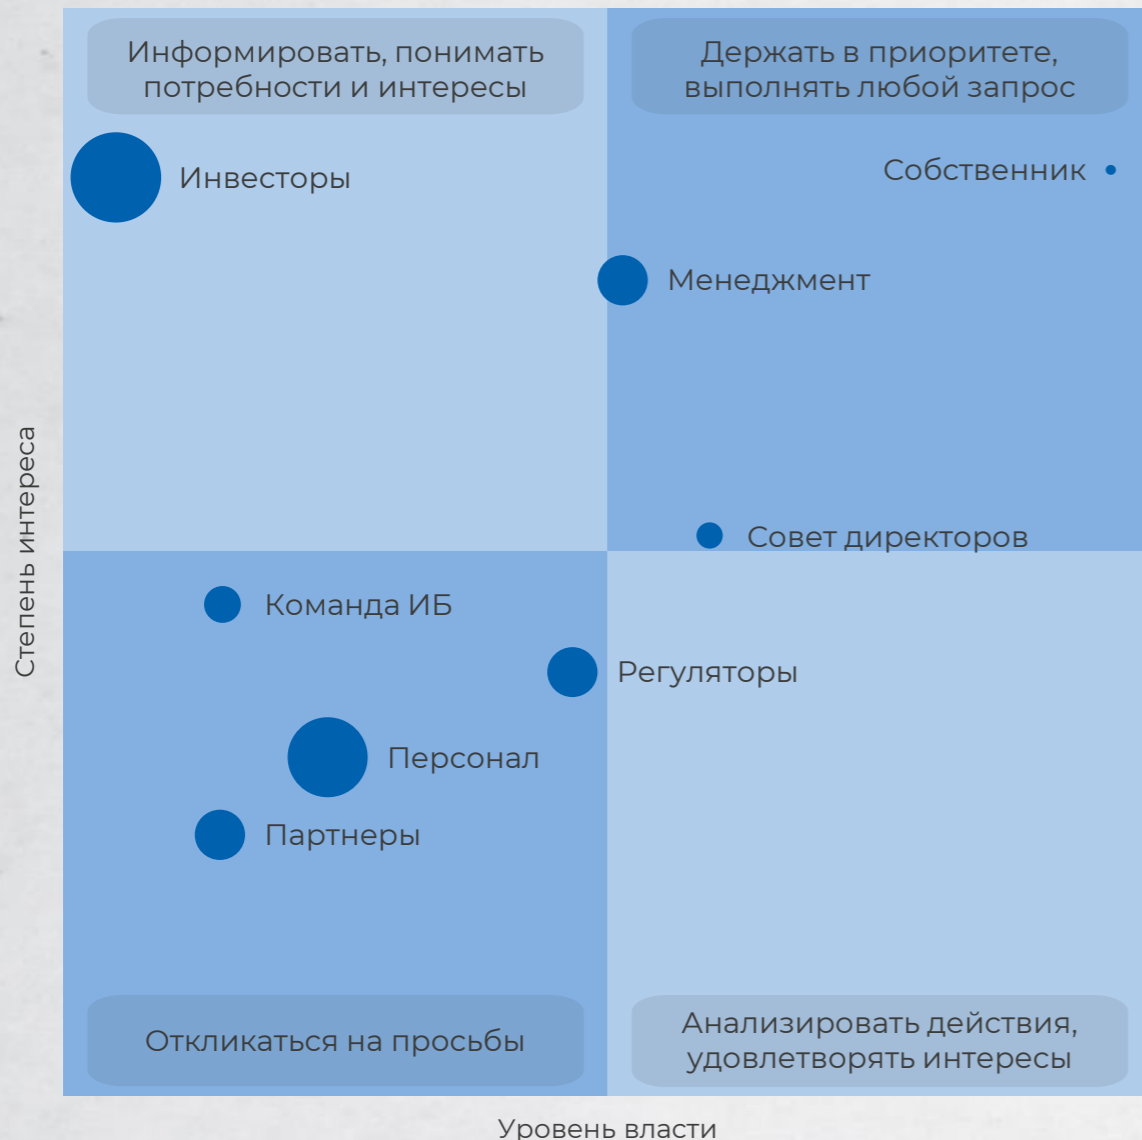 Информировать, понимать
потребности и интересы
Держать в приоритете,
выполнять любой запрос
Инвесторы
Собственник
Менеджмент
Степень интереса
Совет директоров
Команда ИБ
Регуляторы
Персонал
Партнеры
Откликаться на просьбы
Анализировать действия,
удовлетворять интересы
Уровень власти